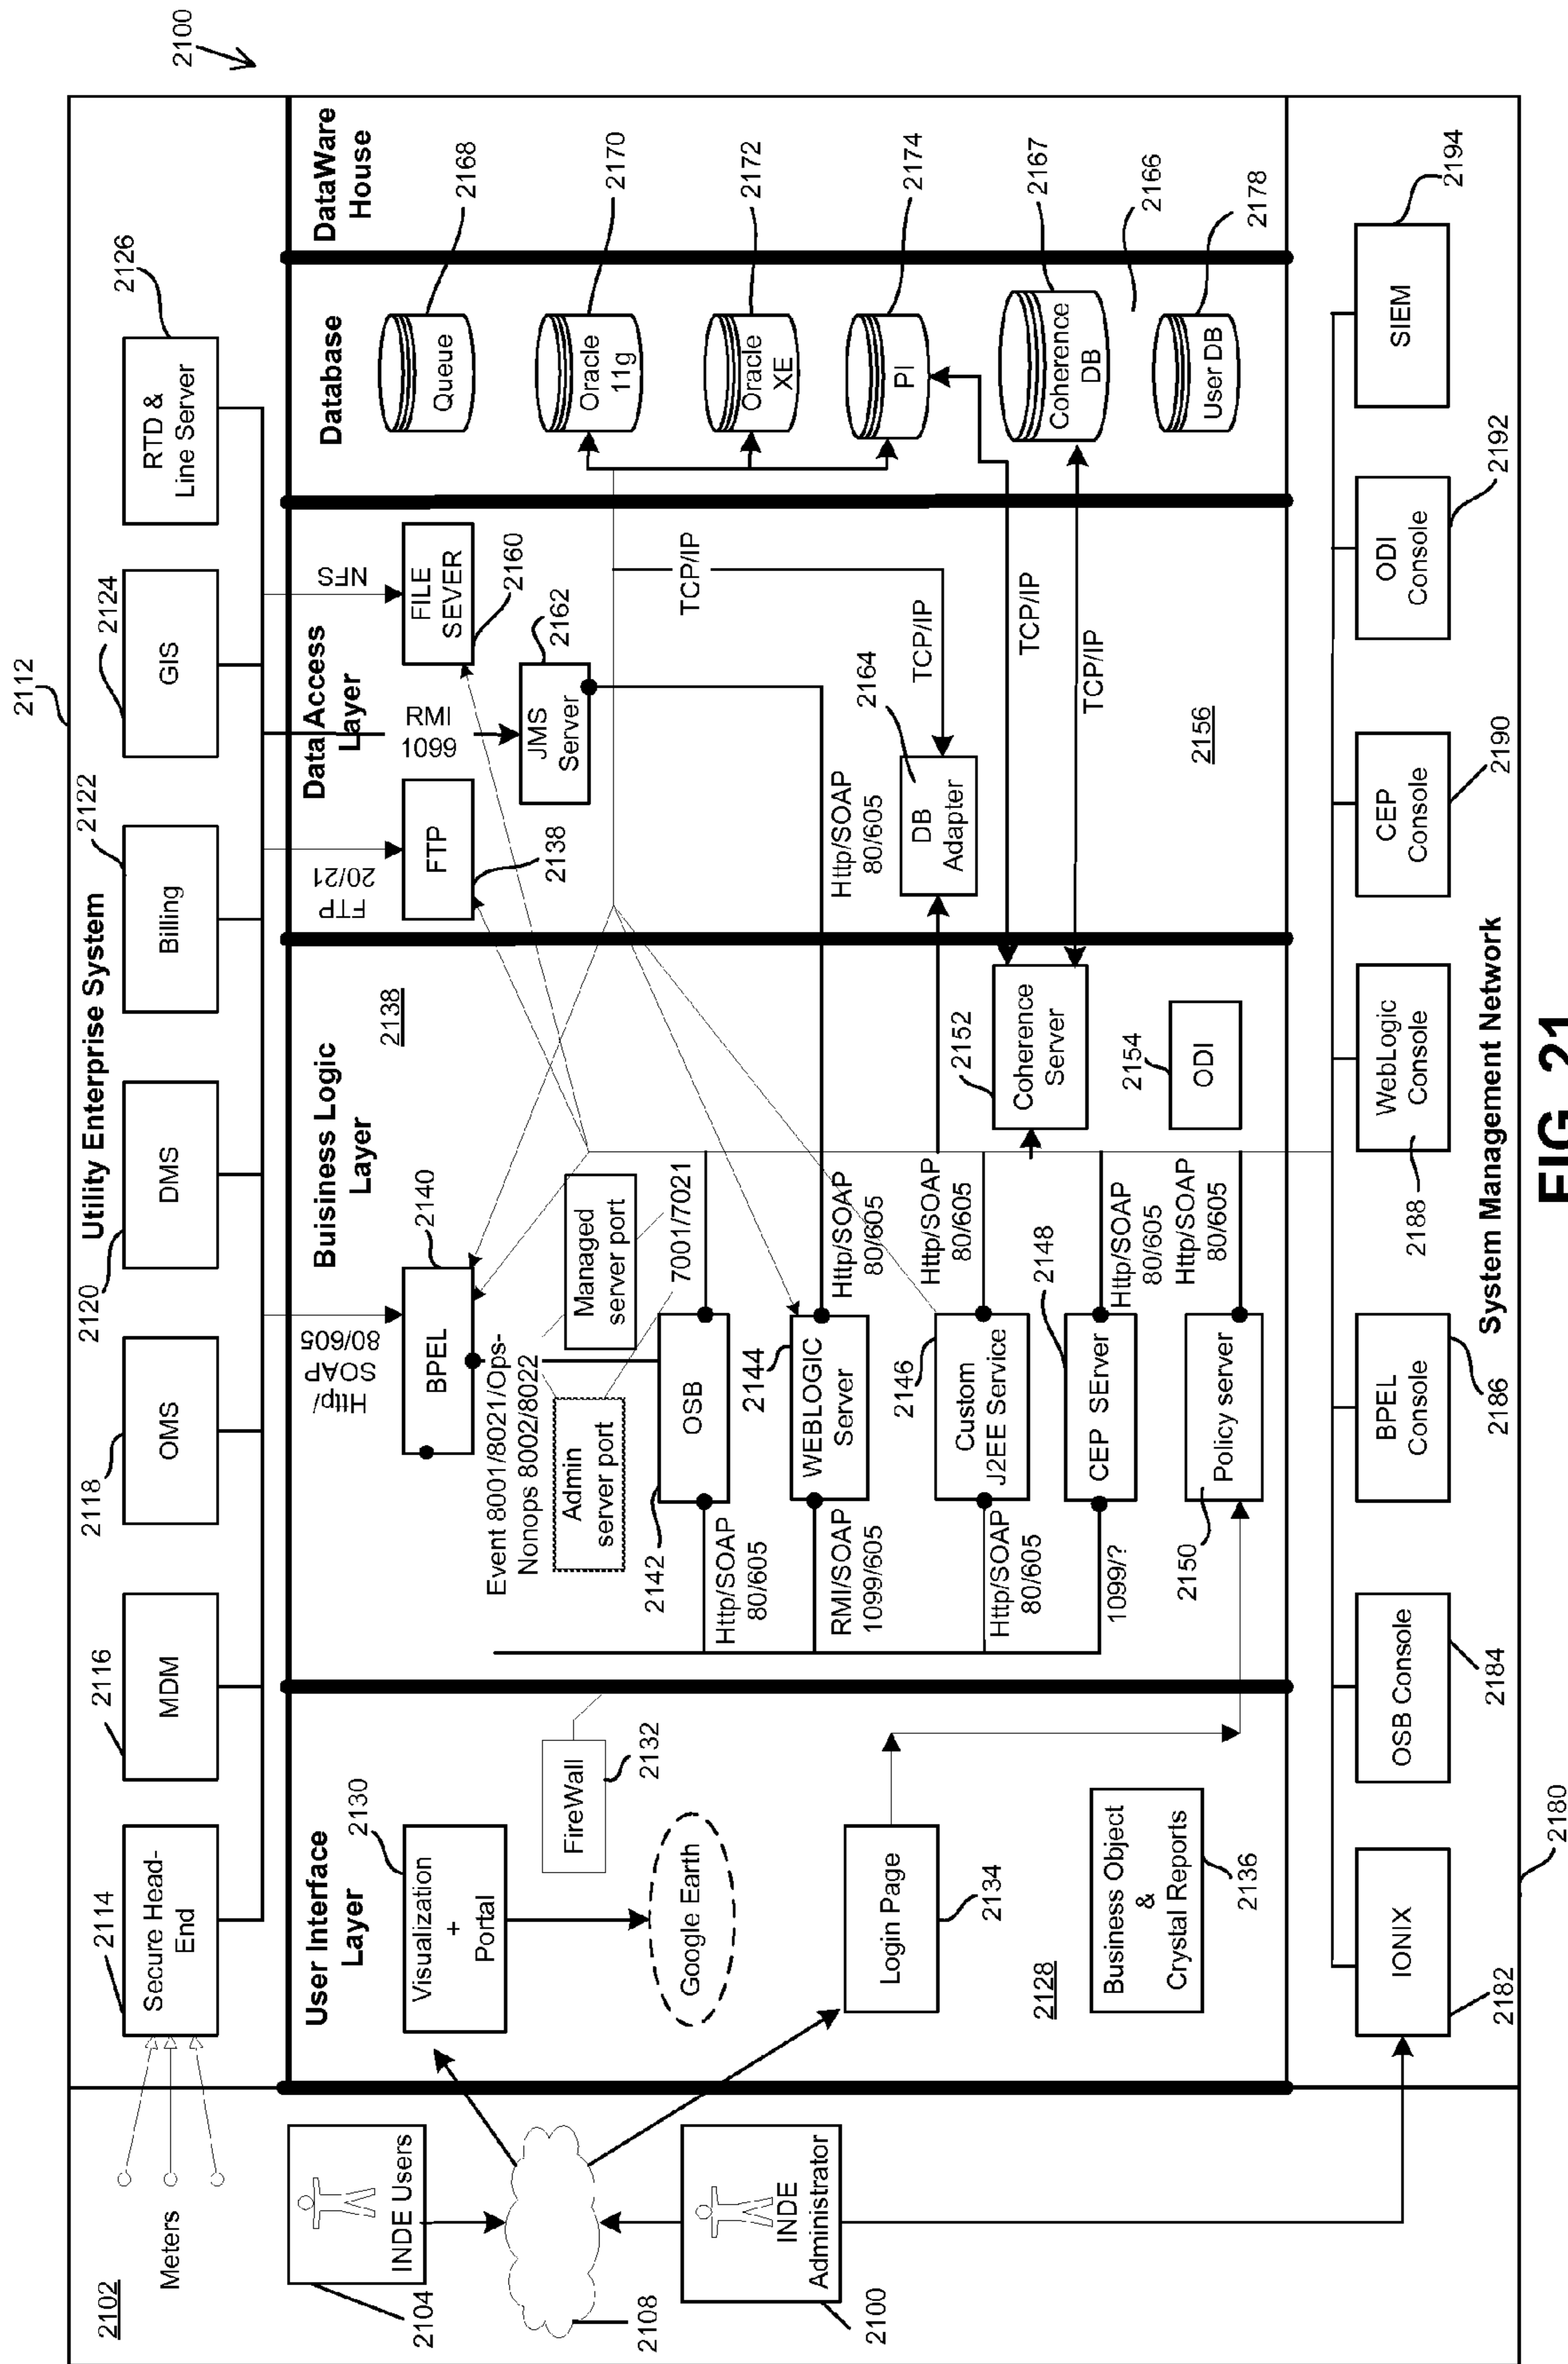 2100
2112
2102
Meters
Utility Enterprise System
2114
Secure Head-
End
2116
MDM
2118
OMS
2120
DMS
2122
Billing
2124
GIS
2126
RTD &
Line Server
INDE Users
2104
2108
INDE
Administrator
2100
User Interface
Layer
2130
Visualization
+
Portal
Google Earth
FireWall
2132
Login Page
2134
2128
Business Object
&
Crystal Reports
2136
Buisiness Logic
Layer
2138
Http/
SOAP
80/605
2140
BPEL
Event 8001/8021/Ops-
Nonops 8002/8022
Managed
server port
Admin
server port
7001/7021
2142
OSB
Http/SOAP
80/605
2144
WEBLOGIC
Server
RMI/SOAP
1099/605
Http/SOAP
80/605
2146
Custom
J2EE Service
Http/SOAP
80/605
Http/SOAP
80/605
2148
CEP SErver
1099/?
Http/SOAP
80/605
2150
Policy server
Http/SOAP
80/605
2152
Coherence
Server
2154
ODI
Data Access
Layer
FTP
20/21
FTP
2138
RMI
1099
JMS
Server
2162
NFS
FILE
SEVER
2160
Http/SOAP
80/605
TCP/IP
2164
DB
Adapter
TCP/IP
TCP/IP
TCP/IP
2156
Database
Queue
Oracle
11g
Oracle
XE
PI
Coherence
DB
User DB
DataWare
House
2168
2170
2172
2174
2167
2166
2178
IONIX
2182
OSB Console
2184
BPEL
Console
2186
WebLogic
Console
2188
CEP
Console
2190
ODI
Console
2192
SIEM
2194
System Management Network
2180
FIG. 21